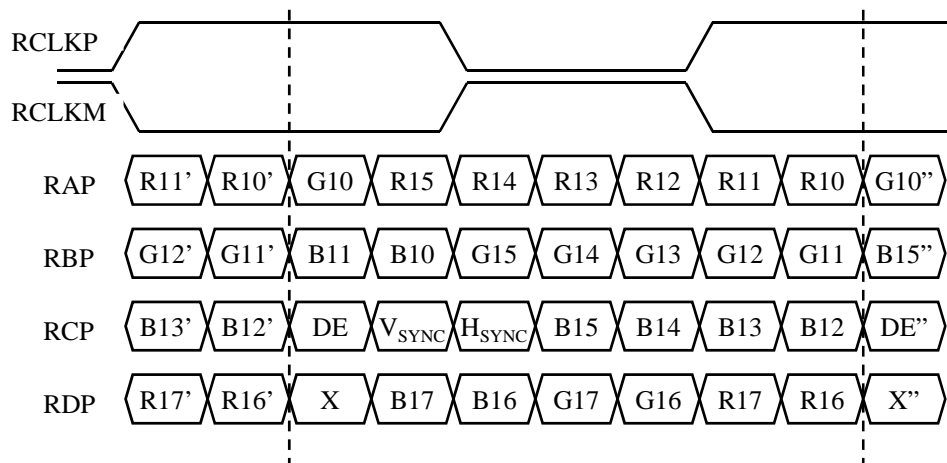 RCLKP
RCLKM
RAP R11’ R10’ G10 R15 R14 R13 R12 R11 R10 G10”
RBP G12’ G11’ B11 B10 G15 G14 G13 G12 G11 B15”
RCP B13’ B12’ DE VSYNC HSYNC B15 B14 B13 B12 DE”
RDP R17’ R16’ X B17 B16 G17 G16 R17 R16 X”